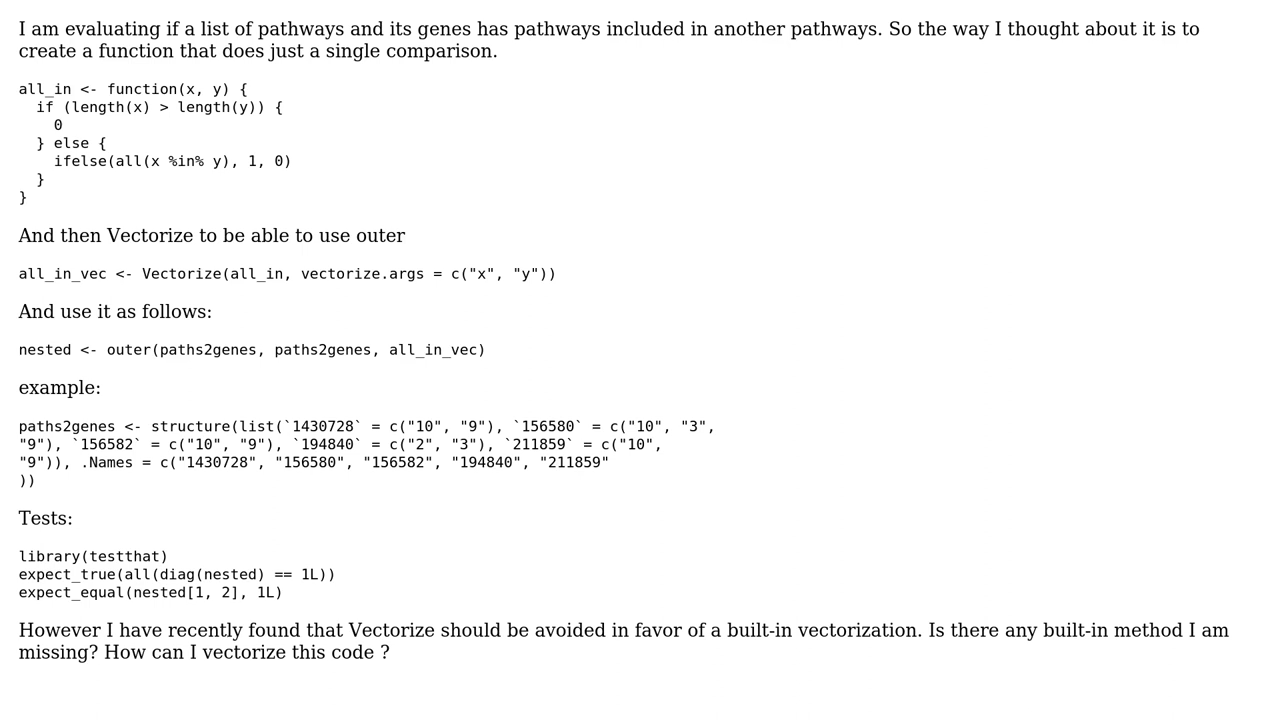 I am evaluating if a list of pathways and its genes has pathways included in another pathways. So the way I thought about it is to
create a function that does just a single comparison.
all_in <- function(x, y) {
  if (length(x) > length(y)) {
    0
  } else {
    ifelse(all(x %in% y), 1, 0)
  }
}
And then Vectorize to be able to use outer
all_in_vec <- Vectorize(all_in, vectorize.args = c("x", "y"))
And use it as follows:
nested <- outer(paths2genes, paths2genes, all_in_vec)
example:
paths2genes <- structure(list(`1430728` = c("10", "9"), `156580` = c("10", "3",
"9"), `156582` = c("10", "9"), `194840` = c("2", "3"), `211859` = c("10",
"9")), .Names = c("1430728", "156580", "156582", "194840", "211859"
))
Tests:
library(testthat)
expect_true(all(diag(nested) == 1L))
expect_equal(nested[1, 2], 1L)
However I have recently found that Vectorize should be avoided in favor of a built-in vectorization. Is there any built-in method I am
missing? How can I vectorize this code ?